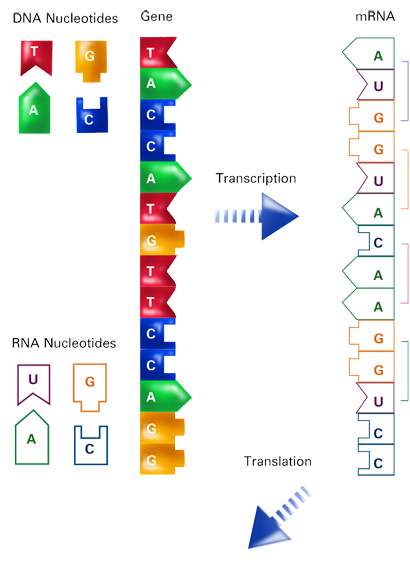 DNA Nucleotides
T G
A C
Gene
T
A
C
C
A
T
G
T
T
C
C
A
G
G
Transcription
mRNA
A
U
G
G
U
A
C
A
A
G
G
U
C
C
RNA Nucleotides
U G
A C
Translation